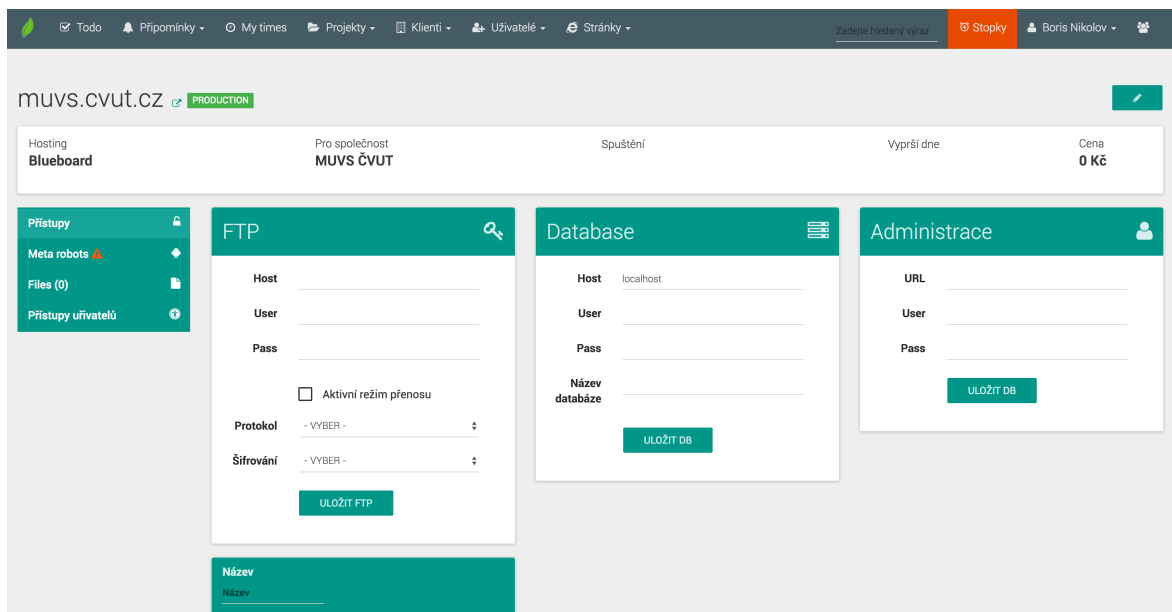 Todo Připomínky My times Projekty Klienti Uživatelé Stránky Zadejte hledaný výraz Stopky Boris Nikolov
muvs.cvut.cz PRODUCTION
Hosting Pro společnost Spuštění Vyprší dne Cena
Blueboard MUVS ČVUT 0 Kč
Přístupy
Meta robots
Files (0)
Přístupy uřivatelů
FTP
Host
User
Pass
Aktivní režim přenosu
Protokol - VYBER -
Šifrování - VYBER -
ULOŽIT FTP
Database
Host localhost
User
Pass
Název
databáze
ULOŽIT DB
Administrace
URL
User
Pass
ULOŽIT DB
Název
Název